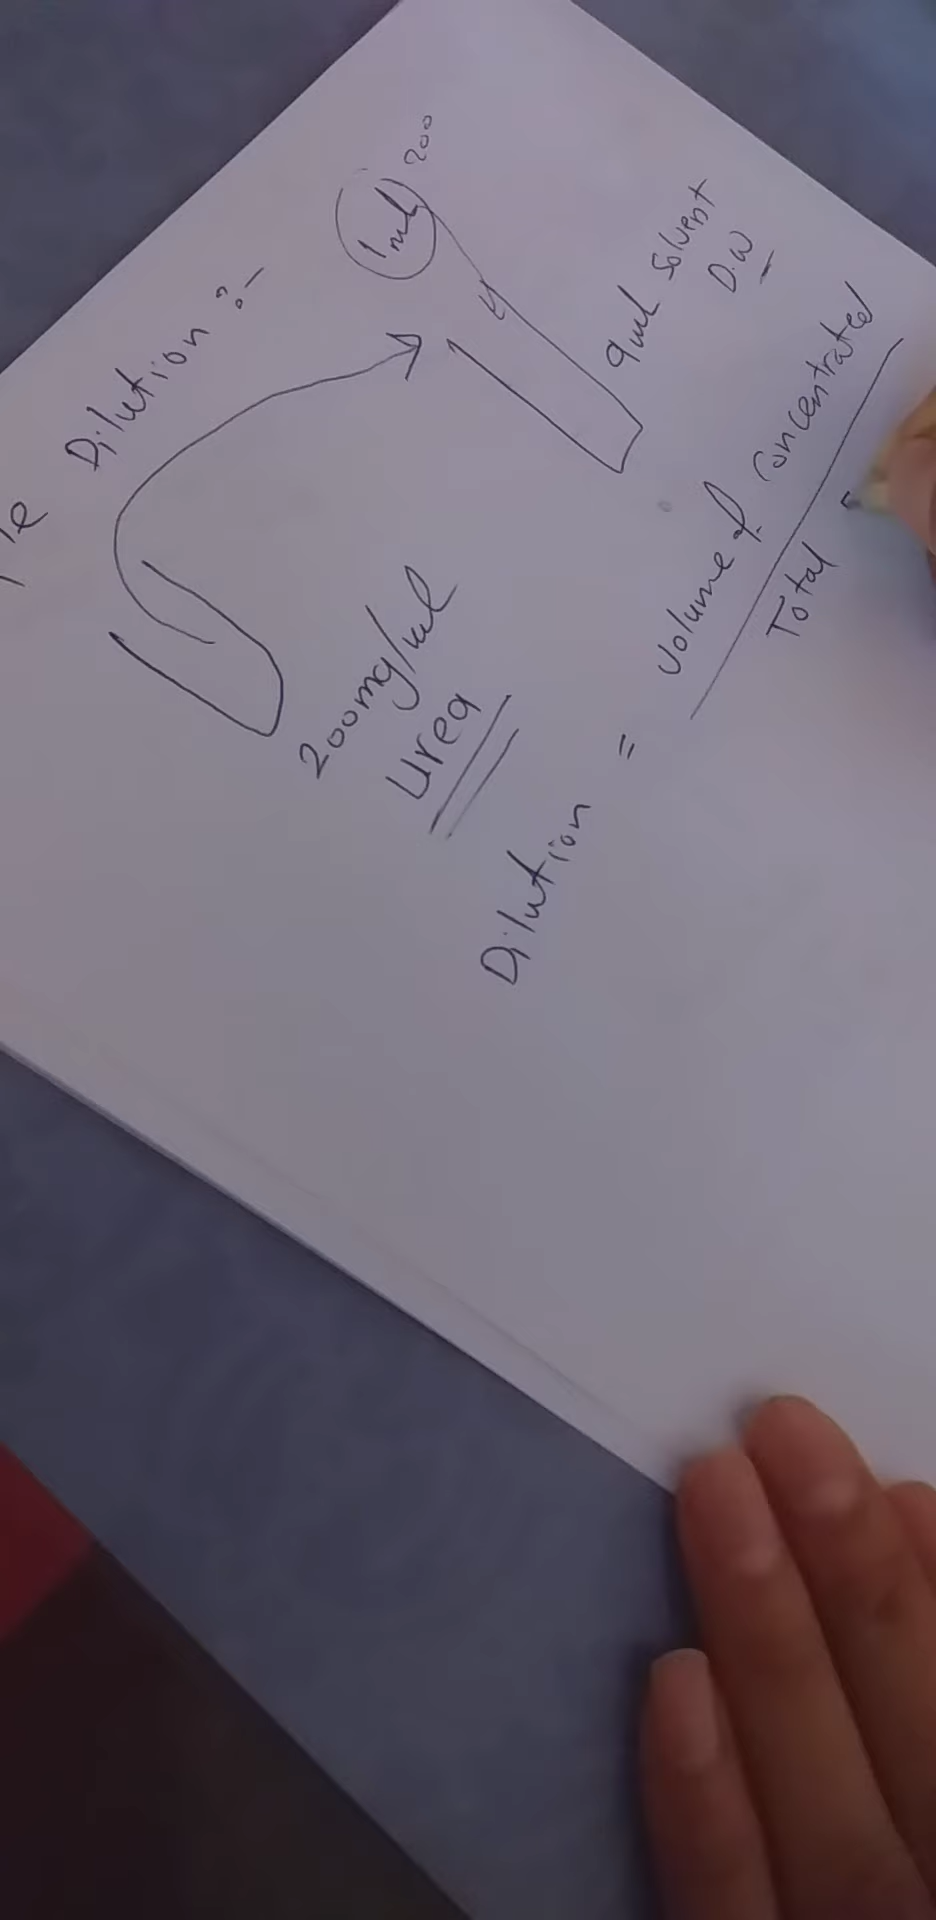 Dilution :-
1ml 200
9ml solvent
D.W
200mg/ml
Urea
Dilution = Volume of concentrated
Total